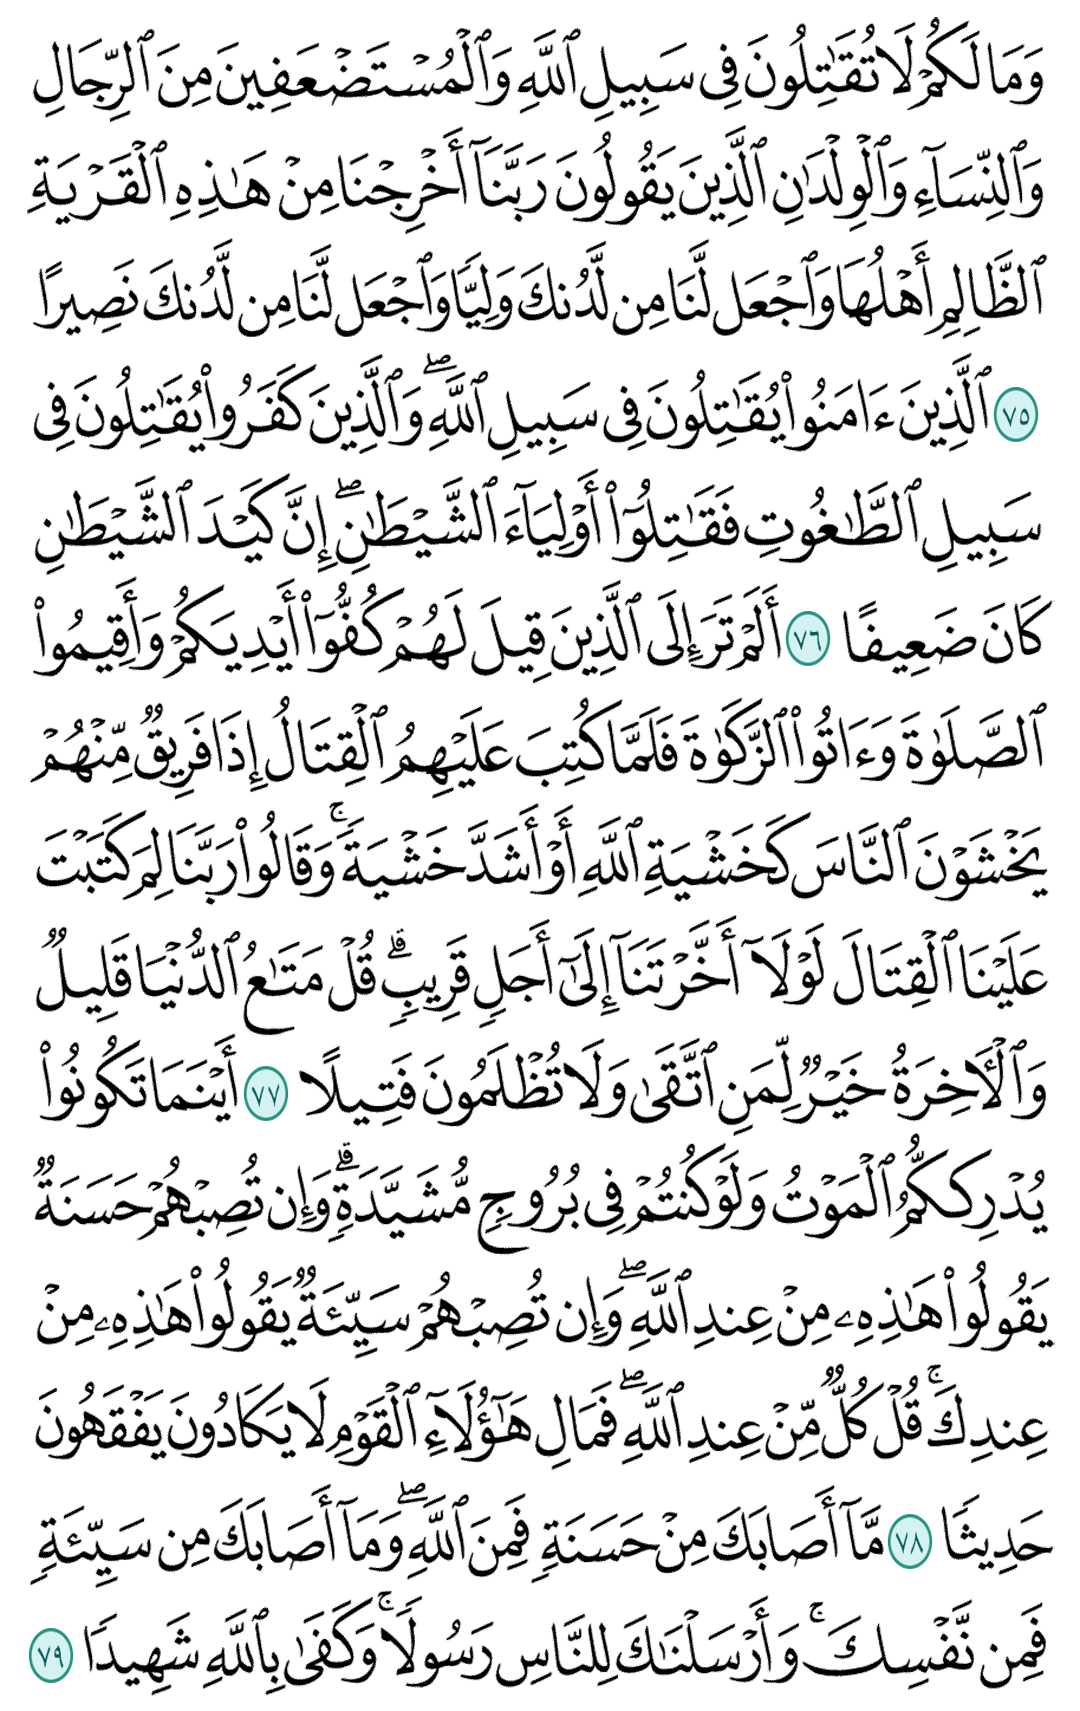 وَمَا لَكُمْ لَا تُقَٰتِلُونَ فِى سَبِيلِ ٱللَّهِ وَٱلْمُسْتَضْعَفِينَ مِنَ ٱلرِّجَالِ
وَٱلنِّسَآءِ وَٱلْوِلْدَٰنِ ٱلَّذِينَ يَقُولُونَ رَبَّنَآ أَخْرِجْنَا مِنْ هَٰذِهِ ٱلْقَرْيَةِ
ٱلظَّالِمِ أَهْلُهَا وَٱجْعَل لَّنَا مِن لَّدُنكَ وَلِيًّا وَٱجْعَل لَّنَا مِن لَّدُنكَ نَصِيرًا
٧٥ ٱلَّذِينَ ءَامَنُوا۟ يُقَٰتِلُونَ فِى سَبِيلِ ٱللَّهِ ۖ وَٱلَّذِينَ كَفَرُوا۟ يُقَٰتِلُونَ فِى
سَبِيلِ ٱلطَّٰغُوتِ فَقَٰتِلُوٓا۟ أَوْلِيَآءَ ٱلشَّيْطَٰنِ ۖ إِنَّ كَيْدَ ٱلشَّيْطَٰنِ
كَانَ ضَعِيفًا ٧٦ أَلَمْ تَرَ إِلَى ٱلَّذِينَ قِيلَ لَهُمْ كُفُّوٓا۟ أَيْدِيَكُمْ وَأَقِيمُوا۟
ٱلصَّلَوٰةَ وَءَاتُوا۟ ٱلزَّكَوٰةَ فَلَمَّا كُتِبَ عَلَيْهِمُ ٱلْقِتَالُ إِذَا فَرِيقٌ مِّنْهُمْ
يَخْشَوْنَ ٱلنَّاسَ كَخَشْيَةِ ٱللَّهِ أَوْ أَشَدَّ خَشْيَةً ۚ وَقَالُوا۟ رَبَّنَا لِمَ كَتَبْتَ
عَلَيْنَا ٱلْقِتَالَ لَوْلَآ أَخَّرْتَنَآ إِلَىٰٓ أَجَلٍ قَرِيبٍ ۗ قُلْ مَتَٰعُ ٱلدُّنْيَا قَلِيلٌ
وَٱلْءَاخِرَةُ خَيْرٌ لِّمَنِ ٱتَّقَىٰ وَلَا تُظْلَمُونَ فَتِيلًا ٧٧ أَيْنَمَا تَكُونُوا۟
يُدْرِككُّمُ ٱلْمَوْتُ وَلَوْ كُنتُمْ فِى بُرُوجٍ مُّشَيَّدَةٍ ۗ وَإِن تُصِبْهُمْ حَسَنَةٌ
يَقُولُوا۟ هَٰذِهِۦ مِنْ عِندِ ٱللَّهِ ۖ وَإِن تُصِبْهُمْ سَيِّئَةٌ يَقُولُوا۟ هَٰذِهِۦ مِنْ
عِندِكَ ۚ قُلْ كُلٌّ مِّنْ عِندِ ٱللَّهِ ۖ فَمَالِ هَٰٓؤُلَآءِ ٱلْقَوْمِ لَا يَكَادُونَ يَفْقَهُونَ
حَدِيثًا ٧٨ مَّآ أَصَابَكَ مِنْ حَسَنَةٍ فَمِنَ ٱللَّهِ ۖ وَمَآ أَصَابَكَ مِن سَيِّئَةٍ
فَمِن نَّفْسِكَ ۚ وَأَرْسَلْنَٰكَ لِلنَّاسِ رَسُولًا ۚ وَكَفَىٰ بِٱللَّهِ شَهِيدًا ٧٩